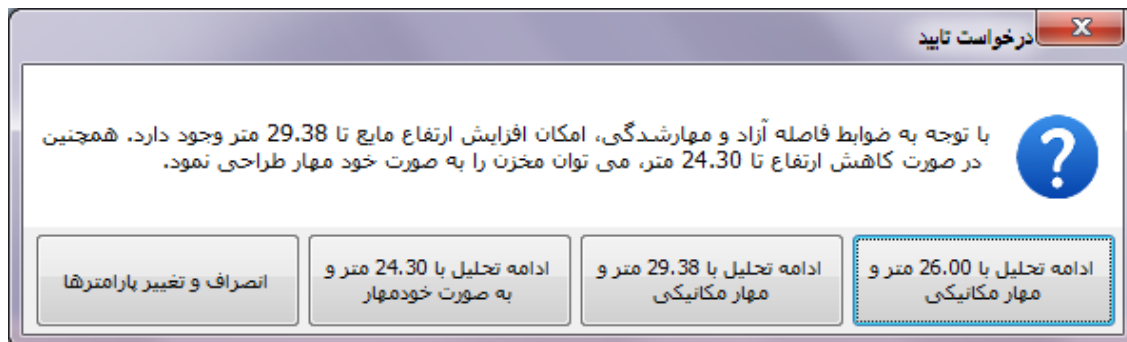 درخواست تایید
با توجه به ضوابط فاصله آزاد و مهارشدگی، امکان افزایش ارتفاع مایع تا 29.38 متر وجود دارد. همچنین
در صورت کاهش ارتفاع تا 24.30 متر، می توان مخزن را به صورت خود مهار طراحی نمود.
ادامه تحلیل با 26.00 متر و
مهار مکانیکی
ادامه تحلیل با 29.38 متر و
مهار مکانیکی
ادامه تحلیل با 24.30 متر و
به صورت خودمهار
انصراف و تغییر پارامترها